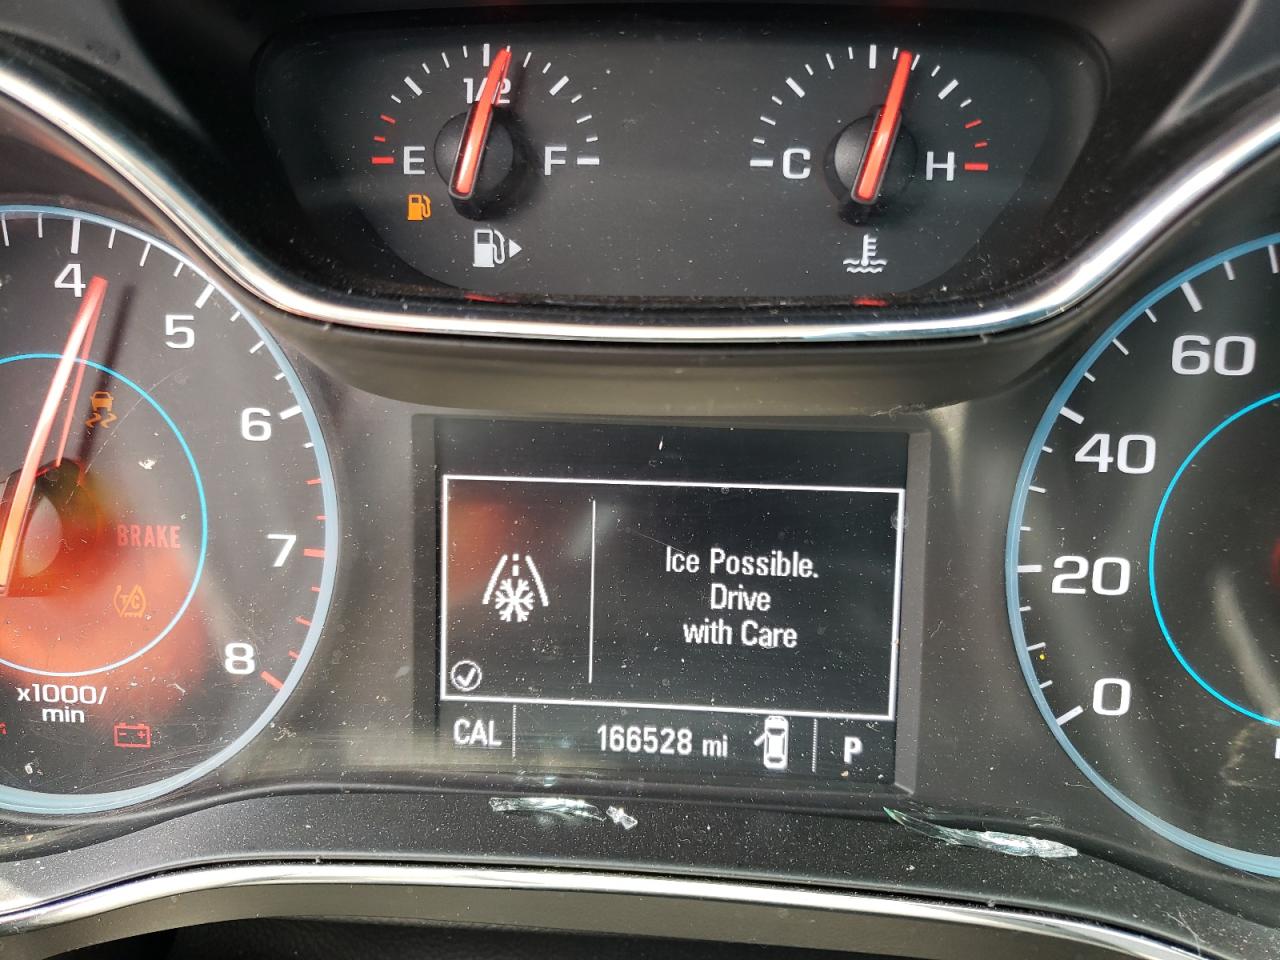 1/2
E
F
C
H
4
5
6
7
8
BRAKE
T/C
x1000/
min
60
40
20
0
Ice Possible.
Drive
with Care
CAL
166528 mi
P